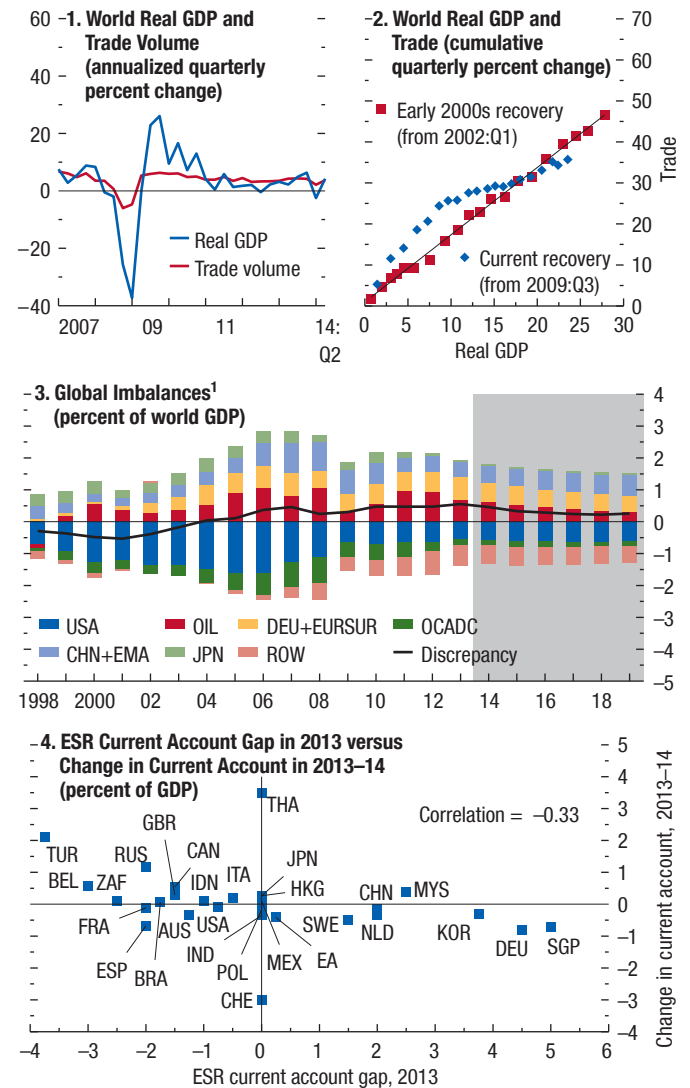 1. World Real GDP and
Trade Volume
(annualized quarterly
percent change)
60
40
20
0
–20
–40
Real GDP
Trade volume
2007 09 11 14:
Q2
2. World Real GDP and
Trade (cumulative
quarterly percent change)
Early 2000s recovery
(from 2002:Q1)
Current recovery
(from 2009:Q3)
70
60
50
40
30
20
10
0
Trade
0 5 10 15 20 25 30
Real GDP
3. Global Imbalances1
(percent of world GDP)
4
3
2
1
0
–1
–2
–3
–4
–5
USA OIL DEU+EURSUR OCADC
CHN+EMA JPN ROW Discrepancy
1998 2000 02 04 06 08 10 12 14 16 18
4. ESR Current Account Gap in 2013 versus
Change in Current Account in 2013–14
(percent of GDP)
Correlation = –0.33
THA
GBR
CAN
TUR
RUS
JPN
BEL
ZAF
IDN
ITA
HKG
CHN
MYS
FRA
AUS
USA
SWE
NLD
KOR
IND
ESP
BRA
POL
MEX
EA
DEU
SGP
CHE
5
4
3
2
1
0
–1
–2
–3
–4
Change in current account, 2013–14
–4 –3 –2 –1 0 1 2 3 4 5 6
ESR current account gap, 2013